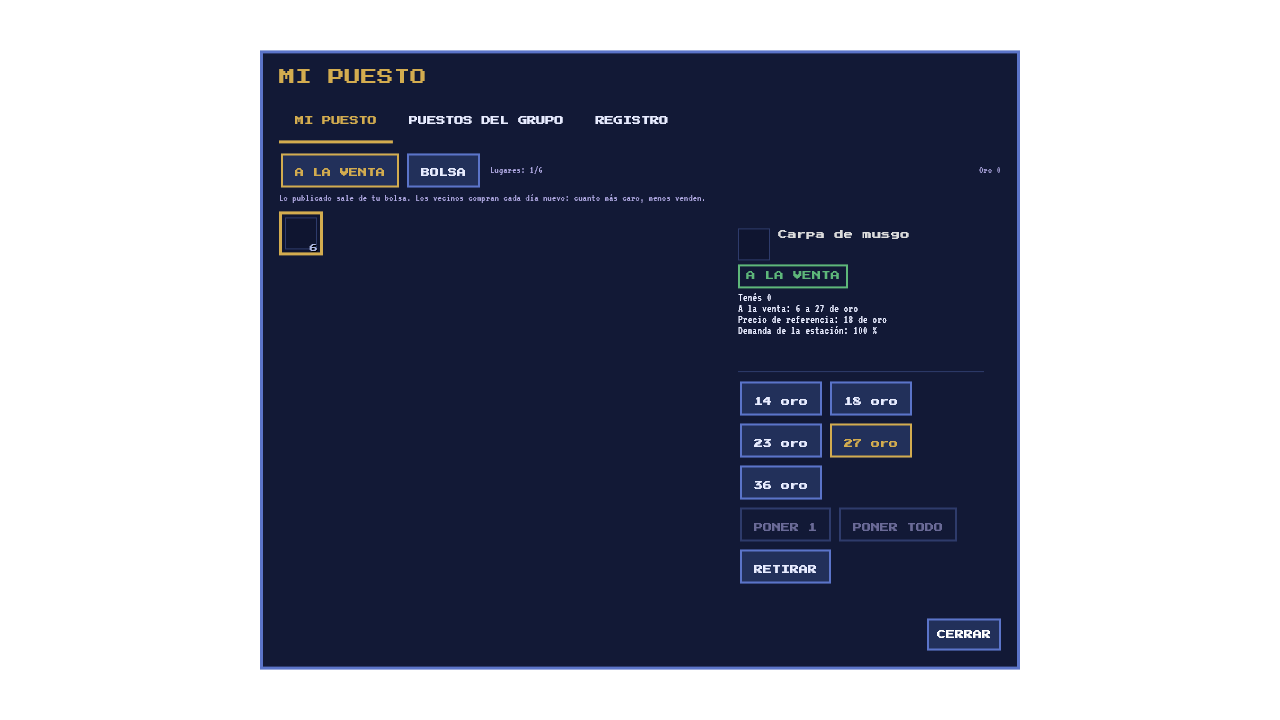 MI PUESTO
MI PUESTO PUESTOS DEL GRUPO REGISTRO
A LA VENTA BOLSA Lugares: 1/6 Oro 0
Lo publicado sale de tu bolsa. Los vecinos compran cada día nuevo: cuanto más caro, menos venden.
6
Carpa de musgo
A LA VENTA
Tenés 0
A la venta: 6 a 27 de oro
Precio de referencia: 18 de oro
Demanda de la estación: 100 %
14 oro 18 oro
23 oro 27 oro
36 oro
PONER 1 PONER TODO
RETIRAR
CERRAR